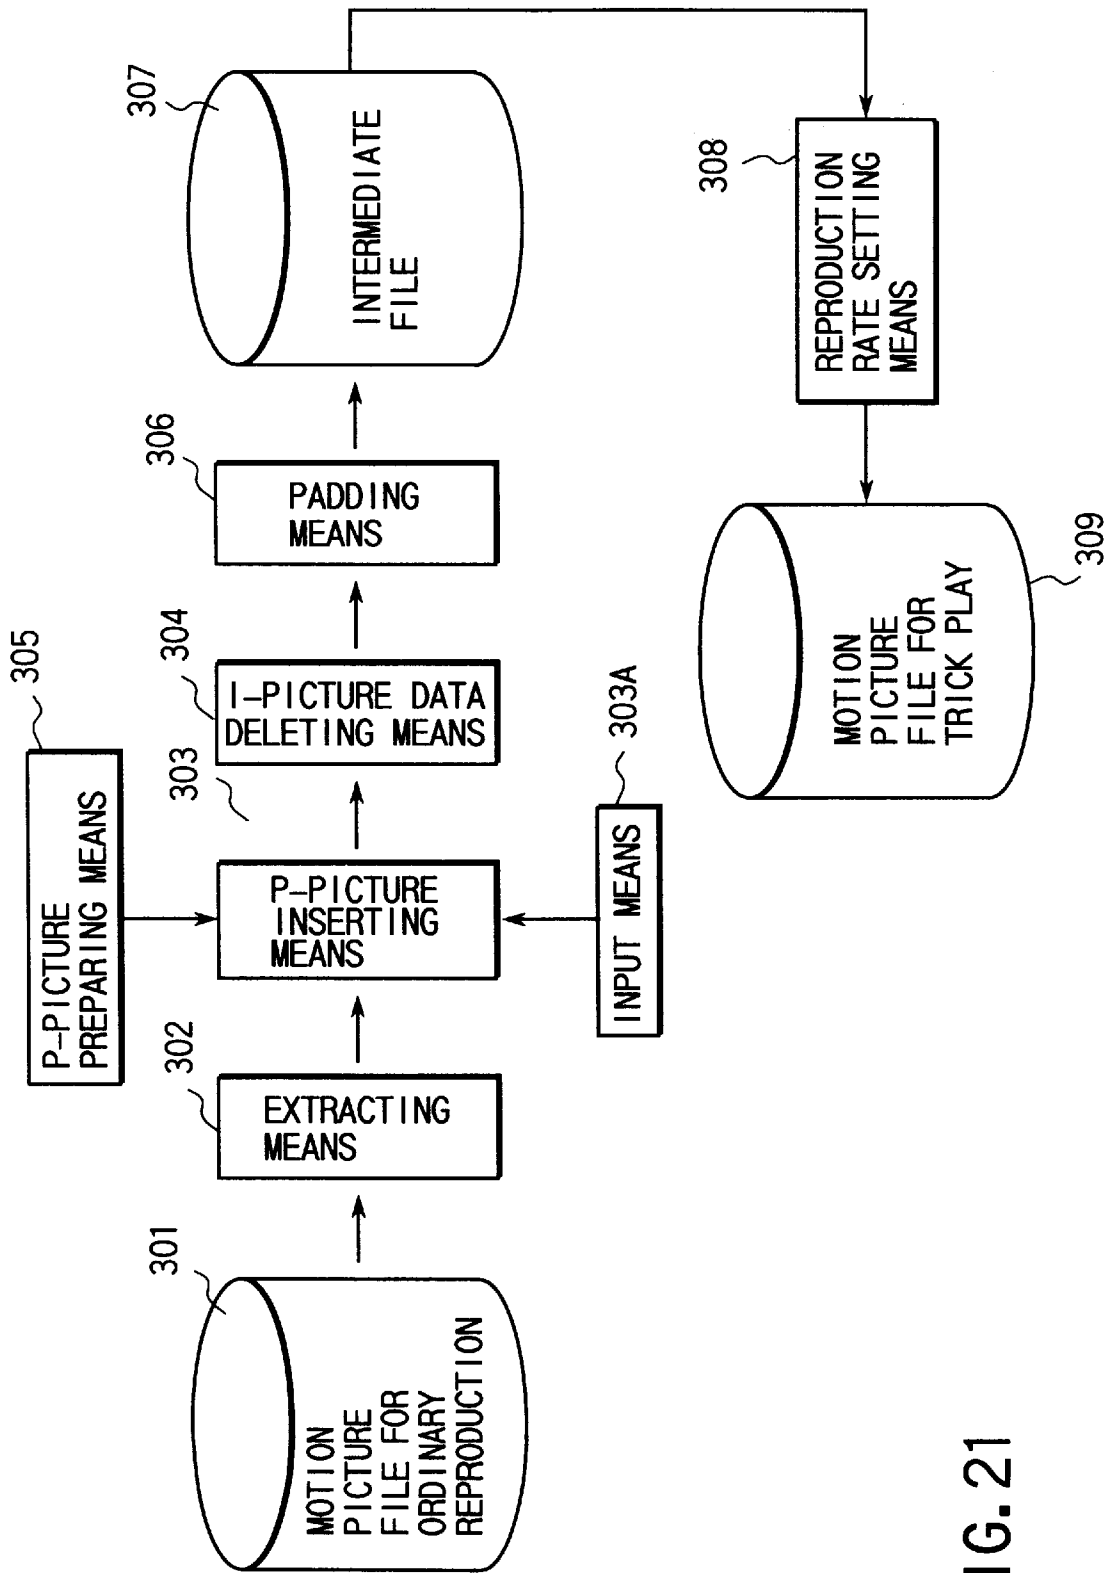 305
P-PICTURE
PREPARING MEANS
301
MOTION
PICTURE
FILE FOR
ORDINARY
REPRODUCTION
302
EXTRACTING
MEANS
303
P-PICTURE
INSERTING
MEANS
304
I-PICTURE DATA
DELETING MEANS
306
PADDING
MEANS
307
INTERMEDIATE
FILE
303A
INPUT MEANS
308
REPRODUCTION
RATE SETTING
MEANS
MOTION
PICTURE
FILE FOR
TRICK PLAY
309
IG.21